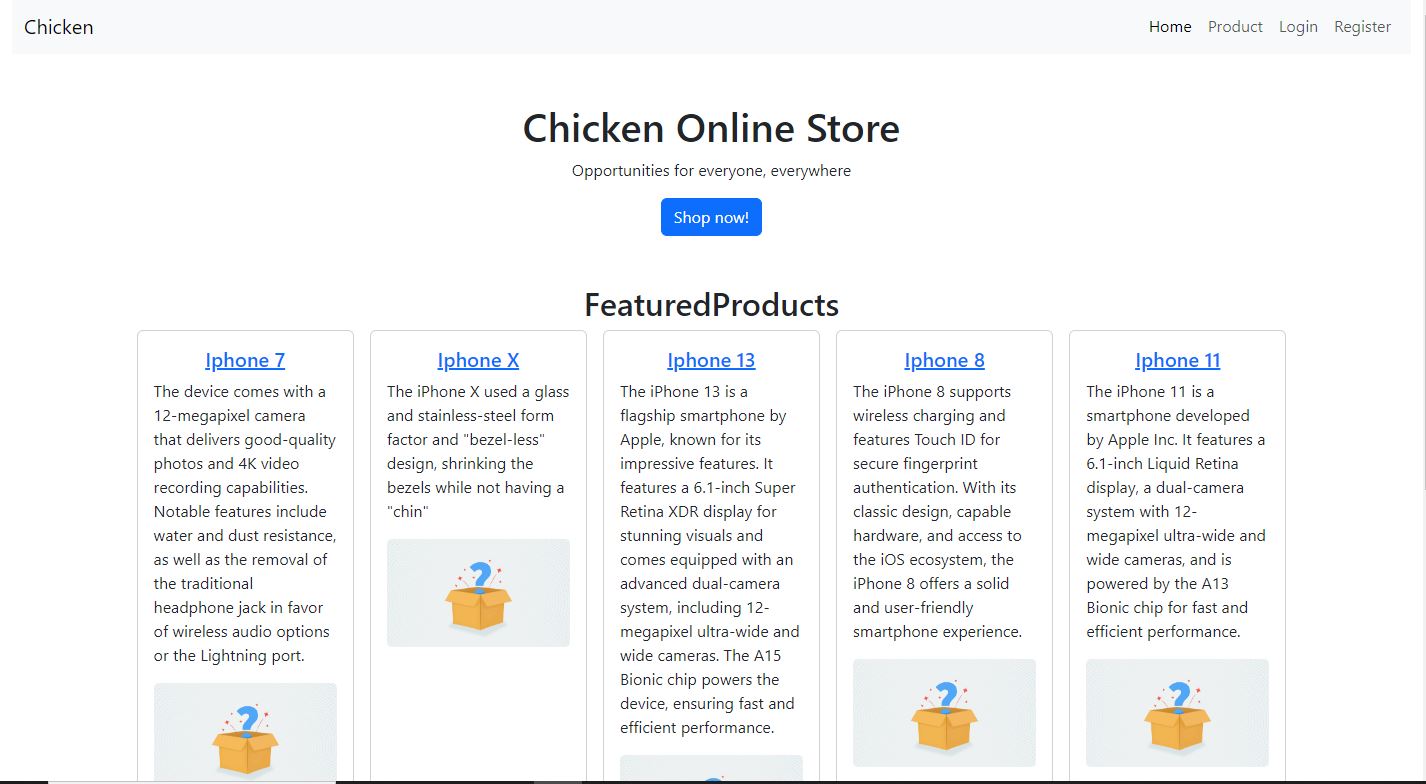 Chicken
Home Product Login Register
Chicken Online Store
Opportunities for everyone, everywhere
Shop now!
FeaturedProducts
Iphone 7
The device comes with a
12-megapixel camera
that delivers good-quality
photos and 4K video
recording capabilities.
Notable features include
water and dust resistance,
as well as the removal of
the traditional
headphone jack in favor
of wireless audio options
or the Lightning port.
Iphone X
The iPhone X used a glass
and stainless-steel form
factor and "bezel-less"
design, shrinking the
bezels while not having a
"chin"
Iphone 13
The iPhone 13 is a
flagship smartphone by
Apple, known for its
impressive features. It
features a 6.1-inch Super
Retina XDR display for
stunning visuals and
comes equipped with an
advanced dual-camera
system, including 12-
megapixel ultra-wide and
wide cameras. The A15
Bionic chip powers the
device, ensuring fast and
efficient performance.
Iphone 8
The iPhone 8 supports
wireless charging and
features Touch ID for
secure fingerprint
authentication. With its
classic design, capable
hardware, and access to
the iOS ecosystem, the
iPhone 8 offers a solid
and user-friendly
smartphone experience.
Iphone 11
The iPhone 11 is a
smartphone developed
by Apple Inc. It features a
6.1-inch Liquid Retina
display, a dual-camera
system with 12-
megapixel ultra-wide and
wide cameras, and is
powered by the A13
Bionic chip for fast and
efficient performance.